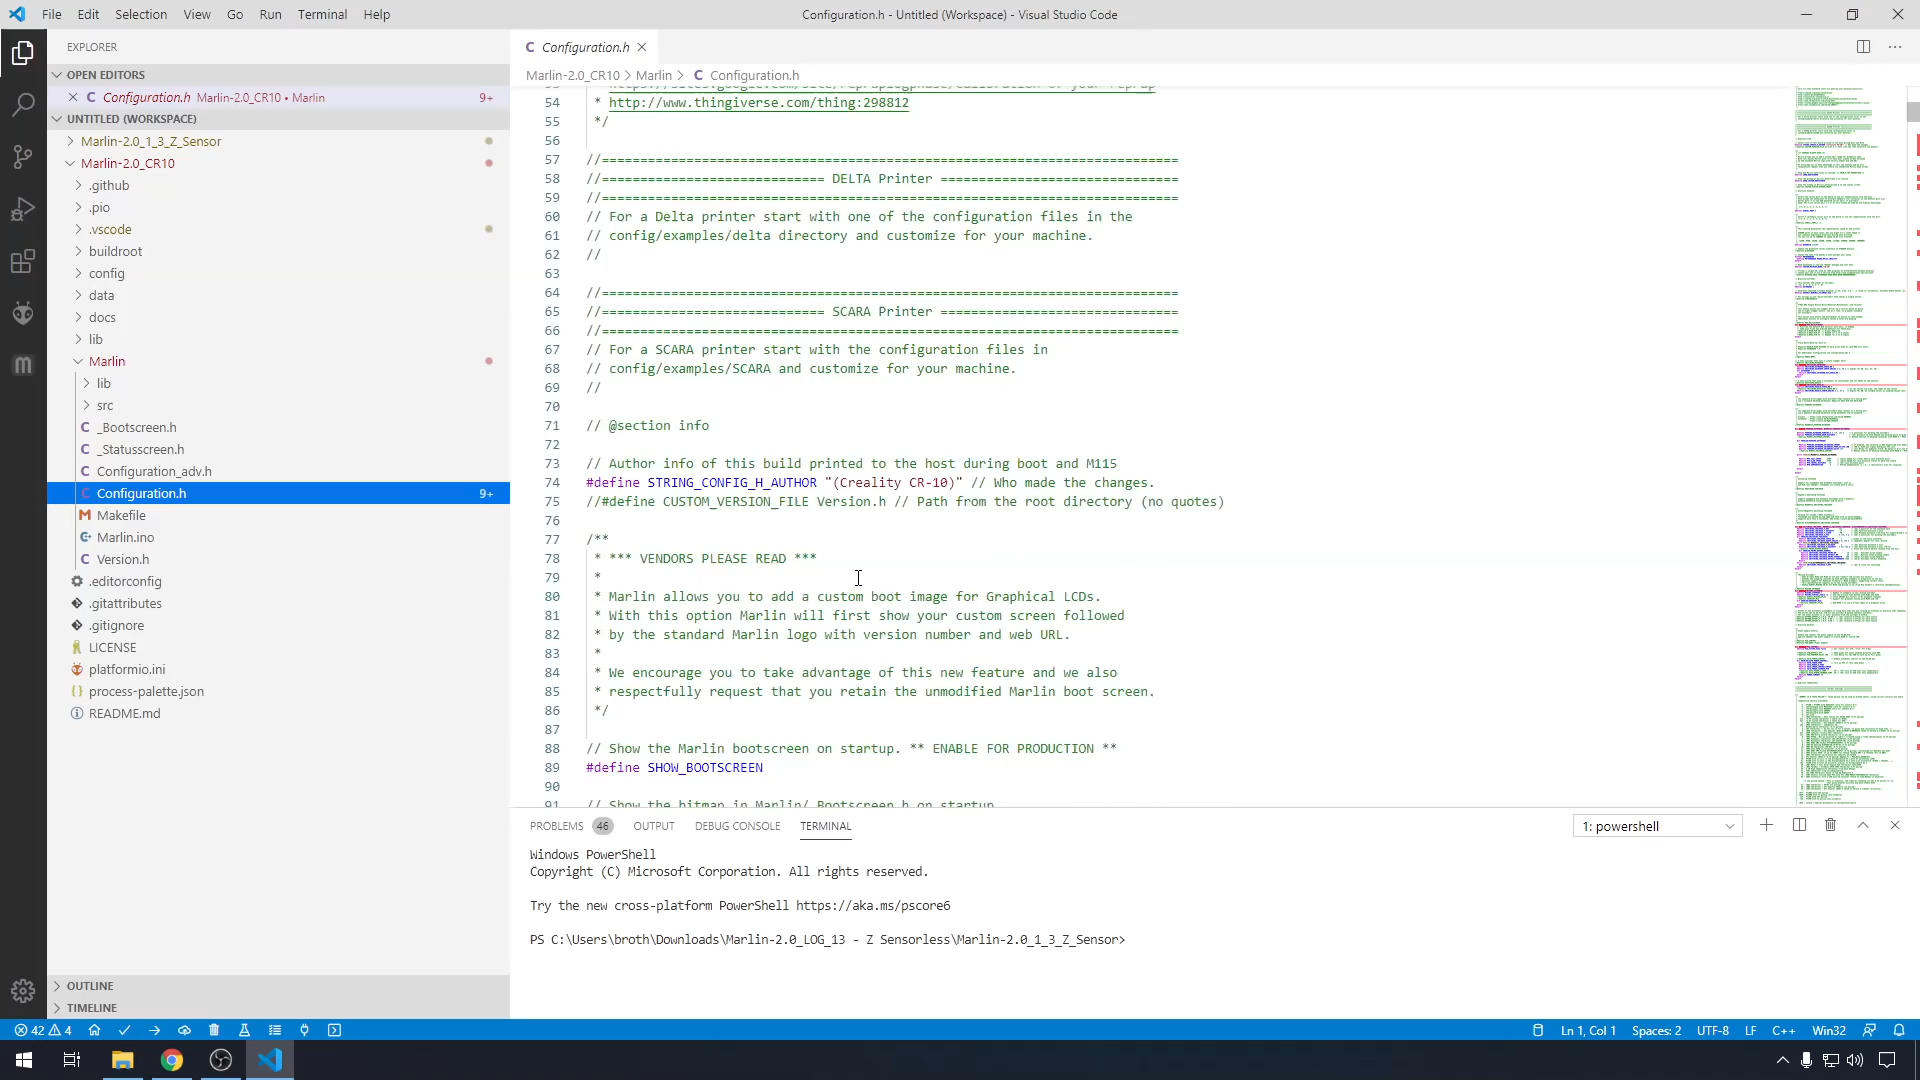 File Edit Selection View Go Run Terminal Help
Configuration.h - Untitled (Workspace) - Visual Studio Code
EXPLORER
OPEN EDITORS
C Configuration.h Marlin-2.0_CR10 • Marlin 9+
UNTITLED (WORKSPACE)
Marlin-2.0_1_3_Z_Sensor
Marlin-2.0_CR10
.github
.pio
.vscode
buildroot
config
data
docs
lib
Marlin
lib
src
C _Bootscreen.h
C _Statusscreen.h
C Configuration_adv.h
C Configuration.h 9+
M Makefile
Marlin.ino
C Version.h
.editorconfig
.gitattributes
.gitignore
LICENSE
platformio.ini
process-palette.json
README.md
OUTLINE
TIMELINE
C Configuration.h
Marlin-2.0_CR10 > Marlin > C Configuration.h
54 * http://www.thingiverse.com/thing:298812
55 */
56
57 //===========================================================================
58 //============================= DELTA Printer ===============================
59 //===========================================================================
60 // For a Delta printer start with one of the configuration files in the
61 // config/examples/delta directory and customize for your machine.
62 //
63
64 //===========================================================================
65 //============================= SCARA Printer ===============================
66 //===========================================================================
67 // For a SCARA printer start with the configuration files in
68 // config/examples/SCARA and customize for your machine.
69 //
70
71 // @section info
72
73 // Author info of this build printed to the host during boot and M115
74 #define STRING_CONFIG_H_AUTHOR "(Creality CR-10)" // Who made the changes.
75 //#define CUSTOM_VERSION_FILE Version.h // Path from the root directory (no quotes)
76
77 /**
78 * *** VENDORS PLEASE READ ***
79 *
80 * Marlin allows you to add a custom boot image for Graphical LCDs.
81 * With this option Marlin will first show your custom screen followed
82 * by the standard Marlin logo with version number and web URL.
83 *
84 * We encourage you to take advantage of this new feature and we also
85 * respectfully request that you retain the unmodified Marlin boot screen.
86 */
87
88 // Show the Marlin bootscreen on startup. ** ENABLE FOR PRODUCTION **
89 #define SHOW_BOOTSCREEN
90
91 // Show the bitmap in Marlin/_Bootscreen.h on startup.
PROBLEMS 46 OUTPUT DEBUG CONSOLE TERMINAL 1: powershell
Windows PowerShell
Copyright (C) Microsoft Corporation. All rights reserved.
Try the new cross-platform PowerShell https://aka.ms/pscore6
PS C:\Users\broth\Downloads\Marlin-2.0_LOG_13 - Z Sensorless\Marlin-2.0_1_3_Z_Sensor>
42 4 Ln 1, Col 1 Spaces: 2 UTF-8 LF C++ Win32